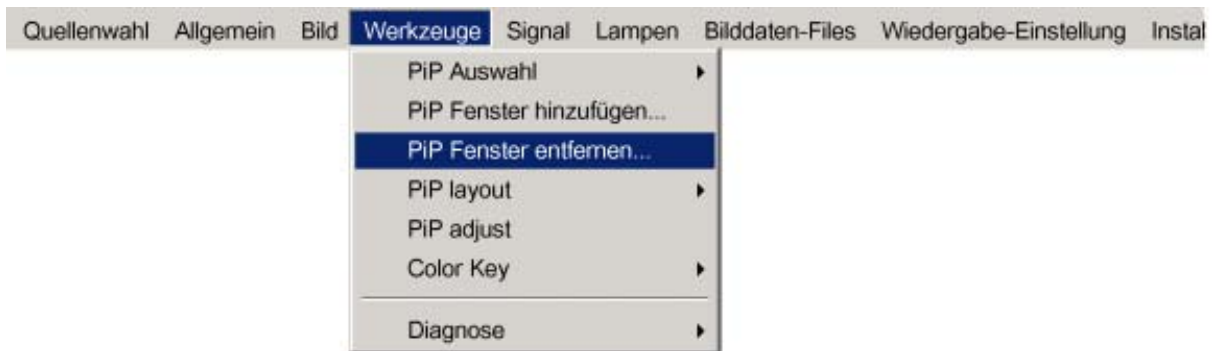 Quellenwahl Allgemein Bild Werkzeuge Signal Lampen Bilddaten-Files Wiedergabe-Einstellung Instal
PiP Auswahl
PiP Fenster hinzufügen...
PiP Fenster entfernen...
PiP layout
PiP adjust
Color Key
Diagnose